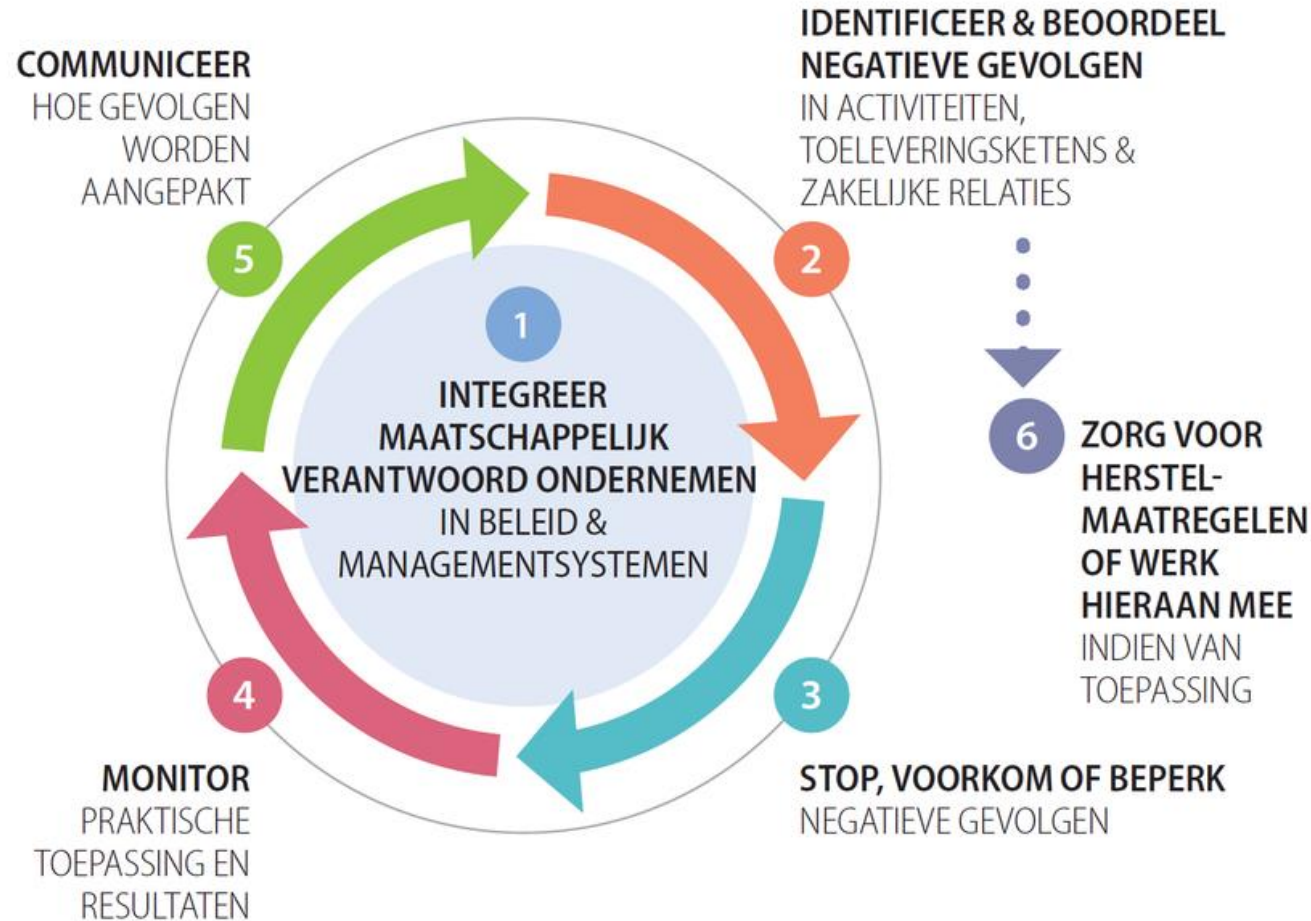 1
INTEGREER
MAATSCHAPPELIJK
VERANTWOORD ONDERNEMEN
IN BELEID &
MANAGEMENTSYSTEMEN
IDENTIFICEER & BEOORDEEL
NEGATIEVE GEVOLGEN
IN ACTIVITEITEN,
TOELEVERINGSKETENS &
ZAKELIJKE RELATIES
2
3
STOP, VOORKOM OF BEPERK
NEGATIEVE GEVOLGEN
4
MONITOR
PRAKTISCHE
TOEPASSING EN
RESULTATEN
COMMUNICEER
HOE GEVOLGEN
WORDEN
AANGEPAKT
5
6
ZORG VOOR
HERSTEL-
MAATREGELEN
OF WERK
HIERAAN MEE
INDIEN VAN
TOEPASSING